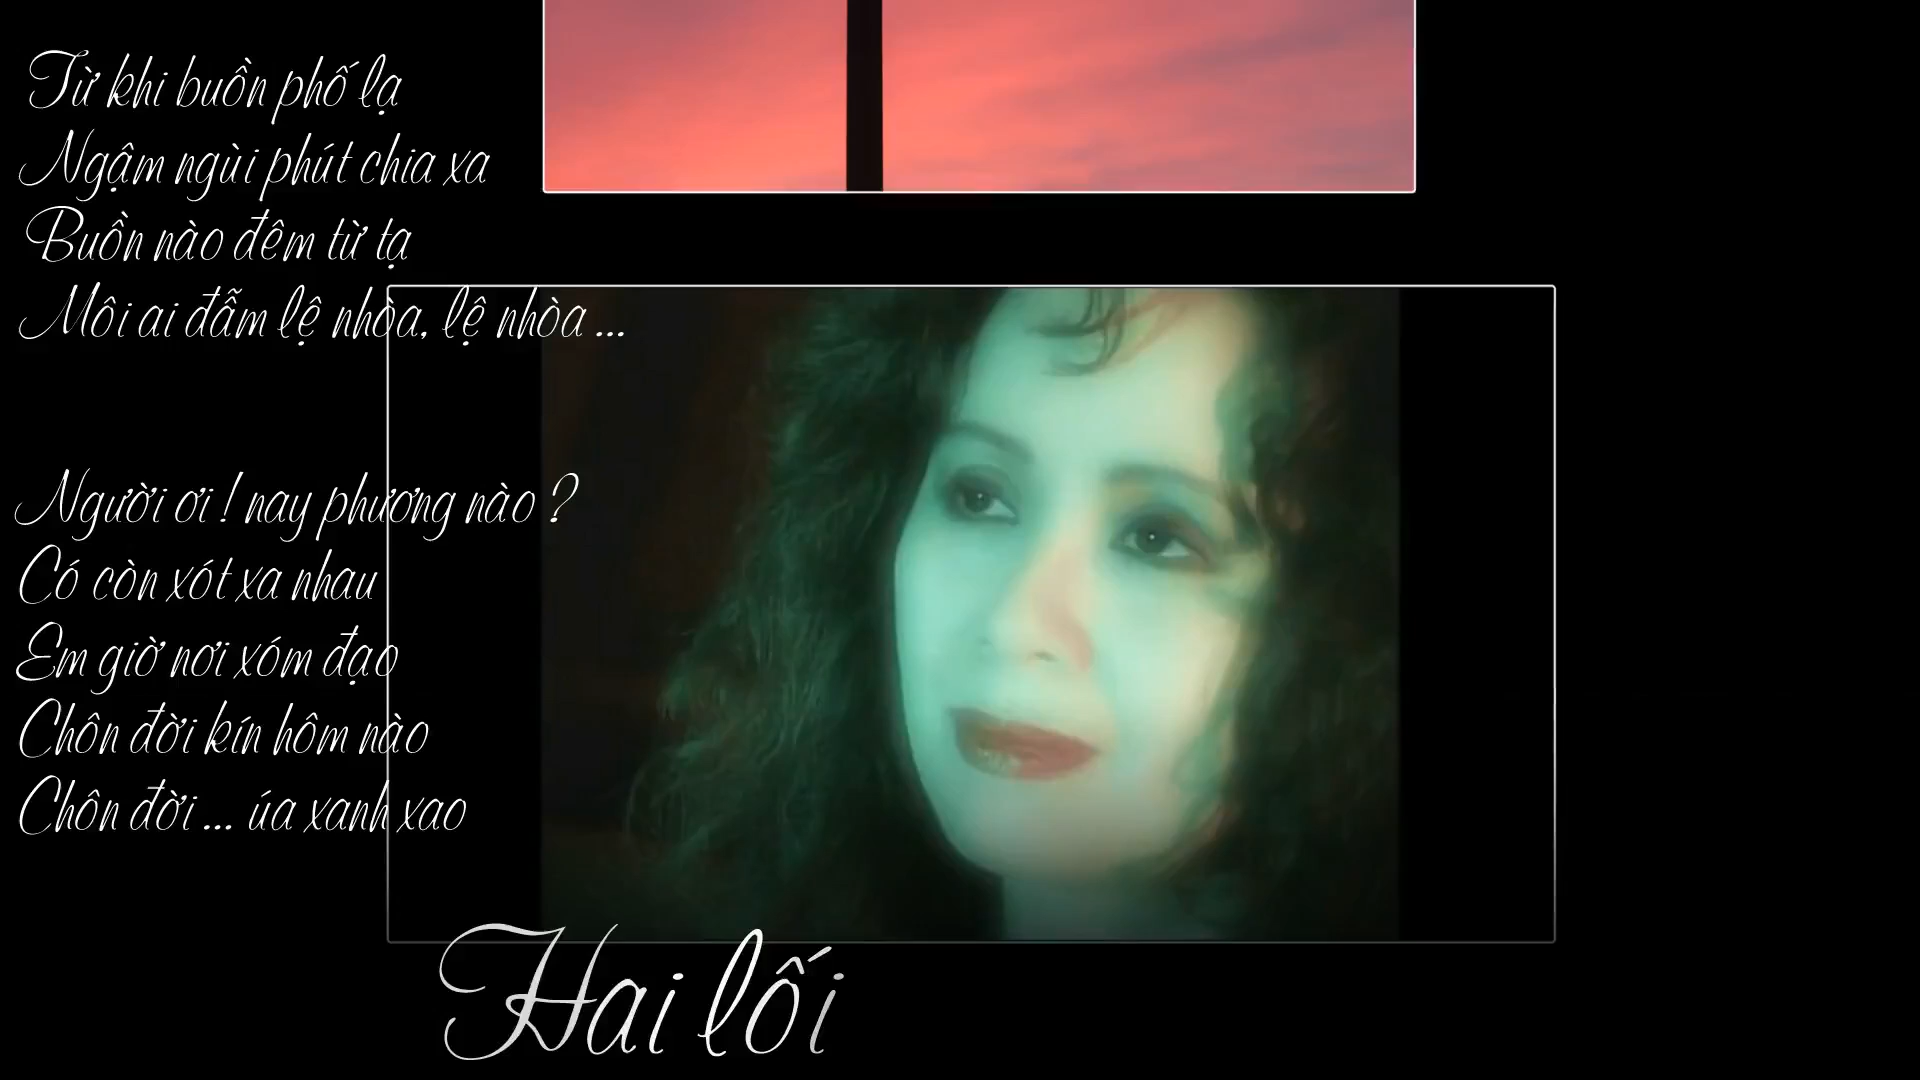 Từ khi buồn phố lạ
Ngậm ngùi phút chia xa
Buồn nào đêm từ tạ
Môi ai đẫm lệ nhòa, lệ nhòa ...
Người ơi ! nay phương nào ?
Có còn xót xa nhau
Em giờ nơi xóm đạo
Chôn đời kín hôm nào
Chôn đời ... úa xanh xao
Hai lối